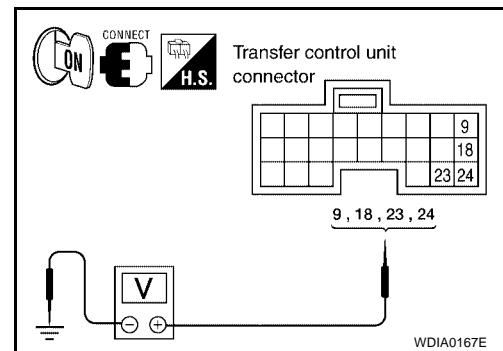 CONNECT
ON
H.S.
Transfer control unit
connector
9
18
23 24
9 , 18 , 23 , 24
V
WDIA0167E